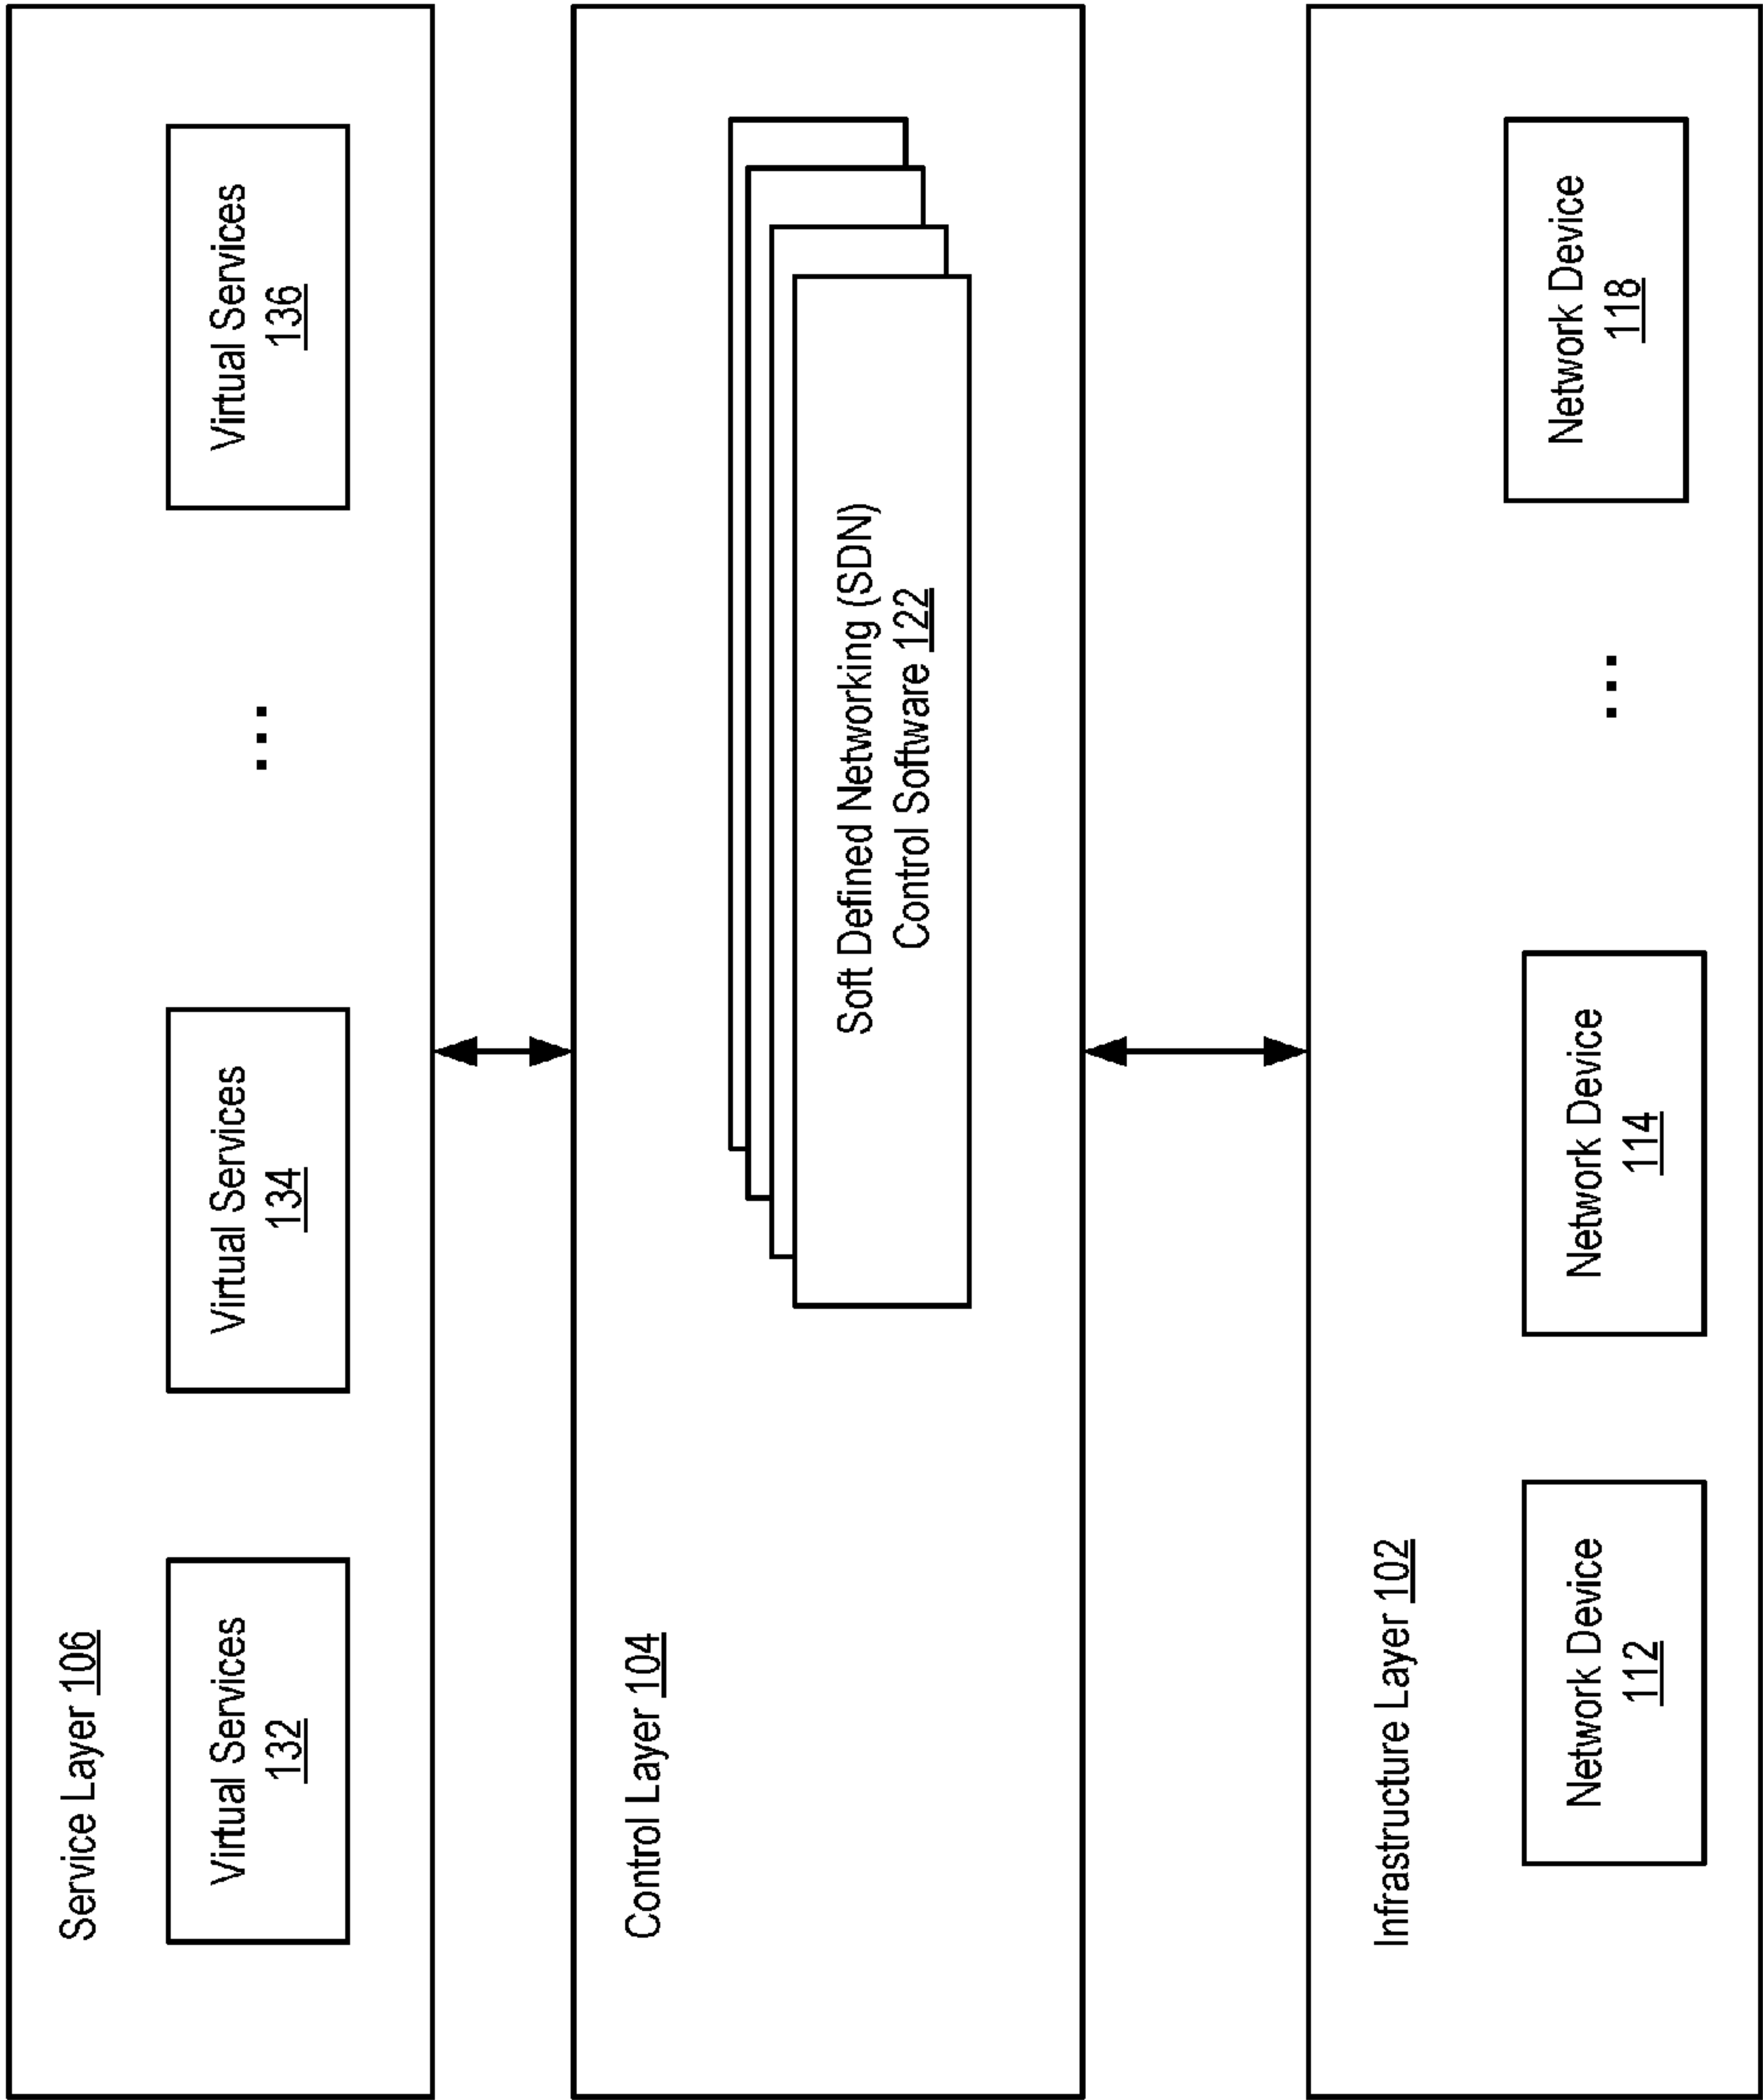 Service Layer 106
Virtual Services
132
Virtual Services
134
...
Virtual Services
136
Control Layer 104
Soft Defined Networking (SDN)
Control Software 122
Infrastructure Layer 102
Network Device
112
Network Device
114
...
Network Device
118